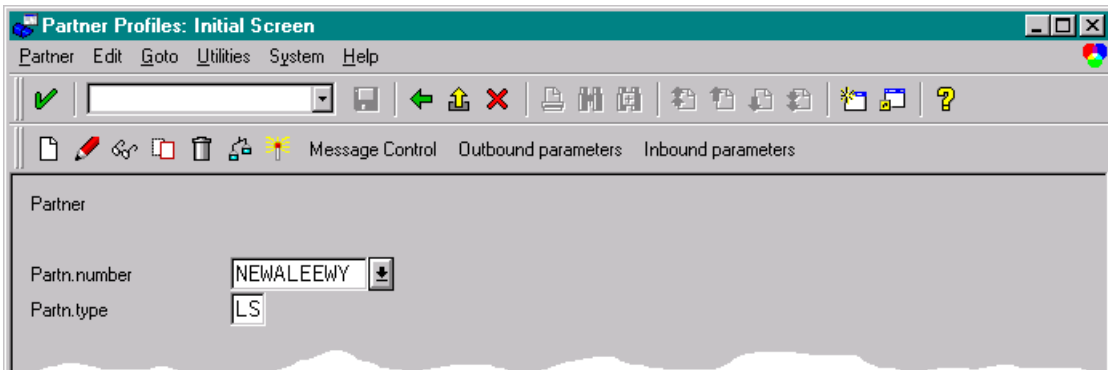 Partner Profiles: Initial Screen
Partner Edit Goto Utilities System Help
Message Control Outbound parameters Inbound parameters
Partner
Partn.number NEWALEEWY
Partn.type LS